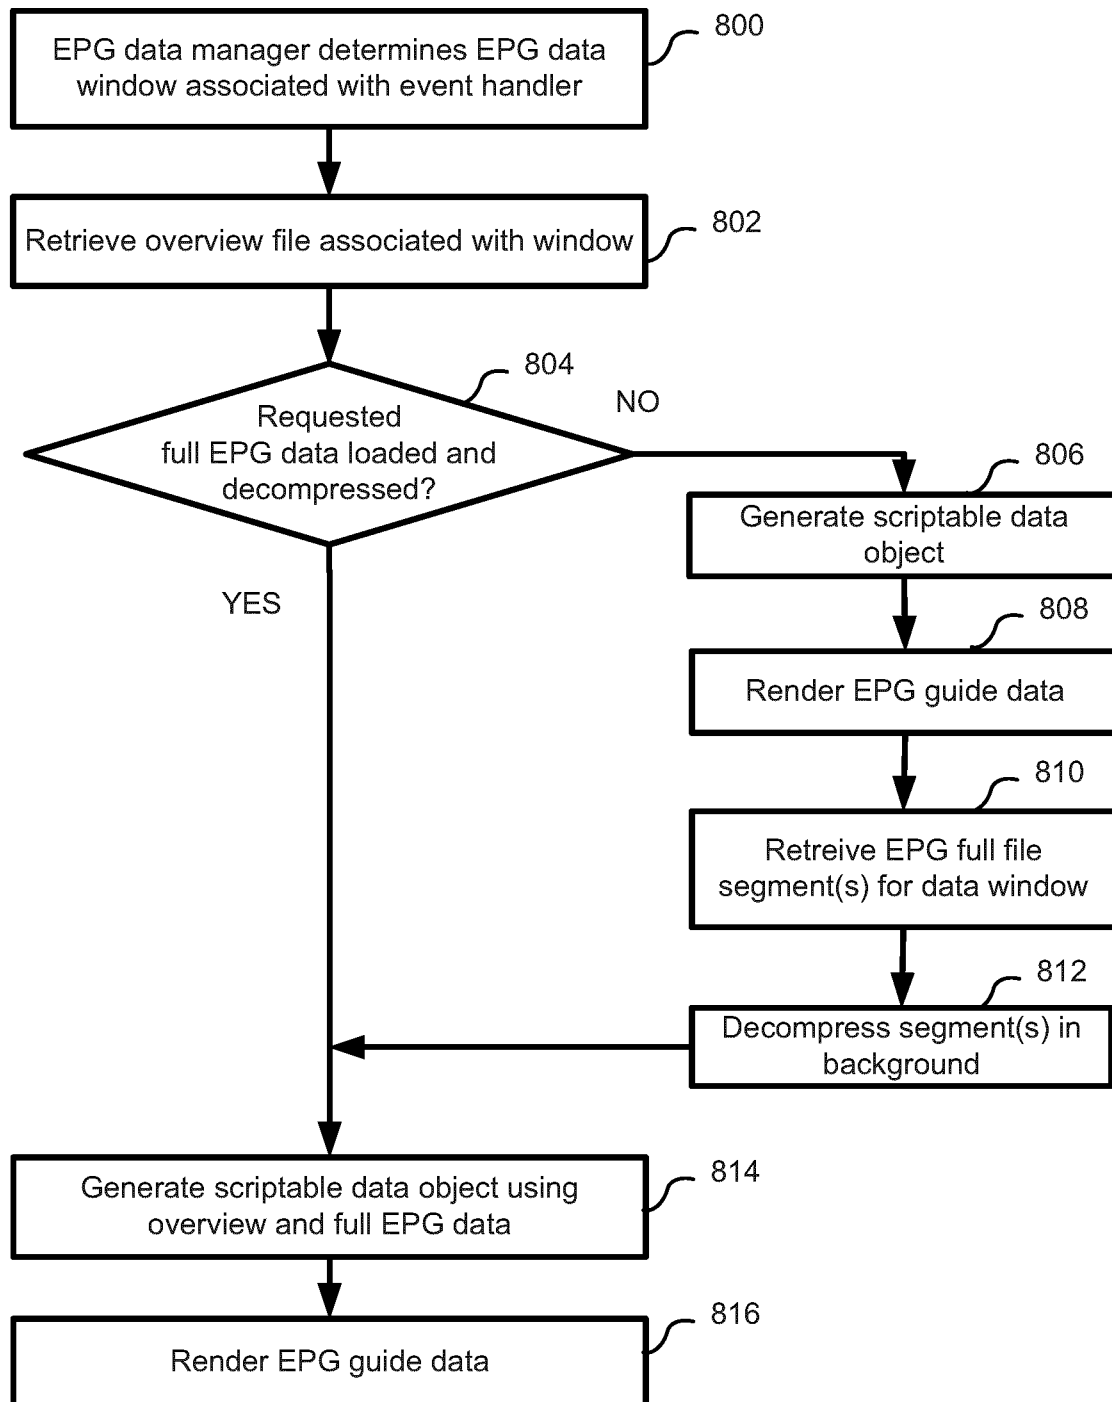 EPG data manager determines EPG data
window associated with event handler
800
Retrieve overview file associated with window
802
804
Requested
full EPG data loaded and
decompressed?
NO
YES
806
Generate scriptable data
object
808
Render EPG guide data
810
Retreive EPG full file
segment(s) for data window
812
Decompress segment(s) in
background
814
Generate scriptable data object using
overview and full EPG data
816
Render EPG guide data